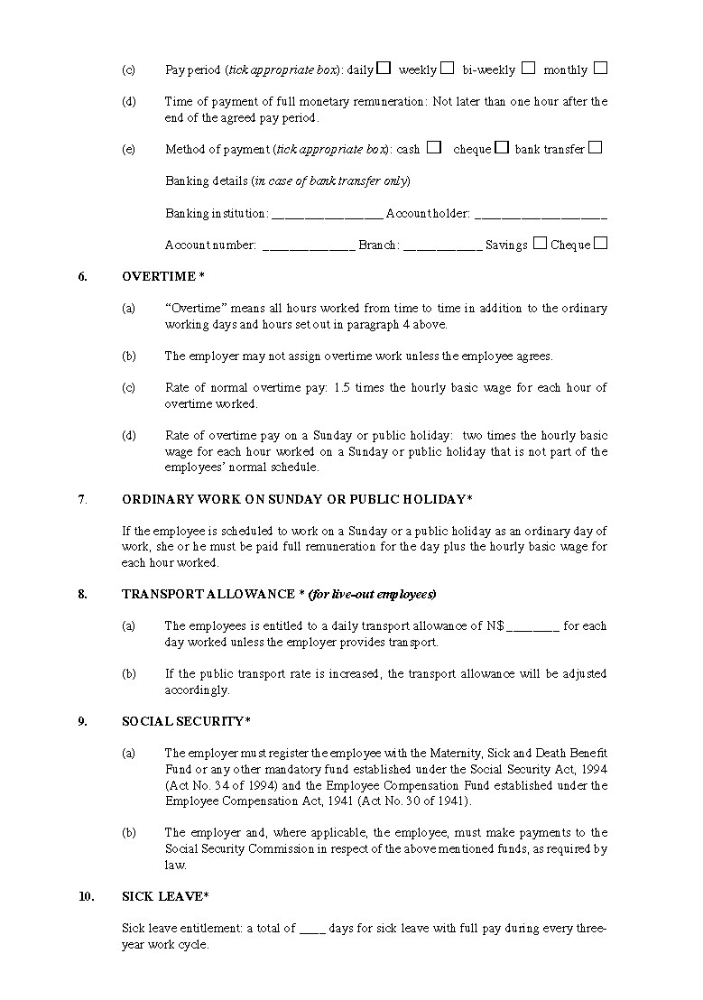 (c) Pay period (tick appropriate box): daily ☐ weekly ☐ bi-weekly ☐ monthly ☐
(d) Time of payment of full monetary remuneration: Not later than one hour after the
end of the agreed pay period.
(e) Method of payment (tick appropriate box): cash ☐ cheque ☐ bank transfer ☐
Banking details (in case of bank transfer only)
Banking institution: _________________ Account holder: ____________________
Account number: ______________ Branch: ____________ Savings ☐ Cheque ☐
6. OVERTIME *
(a) “Overtime” means all hours worked from time to time in addition to the ordinary
working days and hours set out in paragraph 4 above.
(b) The employer may not assign overtime work unless the employee agrees.
(c) Rate of normal overtime pay: 1.5 times the hourly basic wage for each hour of
overtime worked.
(d) Rate of overtime pay on a Sunday or public holiday: two times the hourly basic
wage for each hour worked on a Sunday or public holiday that is not part of the
employees’ normal schedule.
7. ORDINARY WORK ON SUNDAY OR PUBLIC HOLIDAY*
If the employee is scheduled to work on a Sunday or a public holiday as an ordinary day of
work, she or he must be paid full remuneration for the day plus the hourly basic wage for
each hour worked.
8. TRANSPORT ALLOWANCE * (for live-out employees)
(a) The employees is entitled to a daily transport allowance of N$________ for each
day worked unless the employer provides transport.
(b) If the public transport rate is increased, the transport allowance will be adjusted
accordingly.
9. SOCIAL SECURITY*
(a) The employer must register the employee with the Maternity, Sick and Death Benefit
Fund or any other mandatory fund established under the Social Security Act, 1994
(Act No. 34 of 1994) and the Employee Compensation Fund established under the
Employee Compensation Act, 1941 (Act No. 30 of 1941).
(b) The employer and, where applicable, the employee, must make payments to the
Social Security Commission in respect of the above mentioned funds, as required by
law.
10. SICK LEAVE*
Sick leave entitlement: a total of ____ days for sick leave with full pay during every three-
year work cycle.